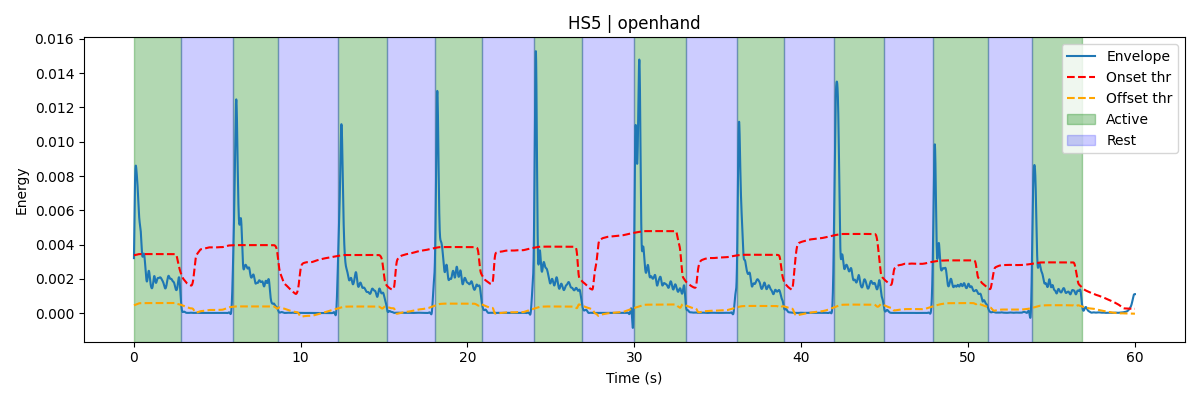 HS5 | openhand
Energy
0.016
0.014
0.012
0.010
0.008
0.006
0.004
0.002
0.000
Envelope
Onset thr
Offset thr
Active
Rest
0
10
20
30
40
50
60
Time (s)